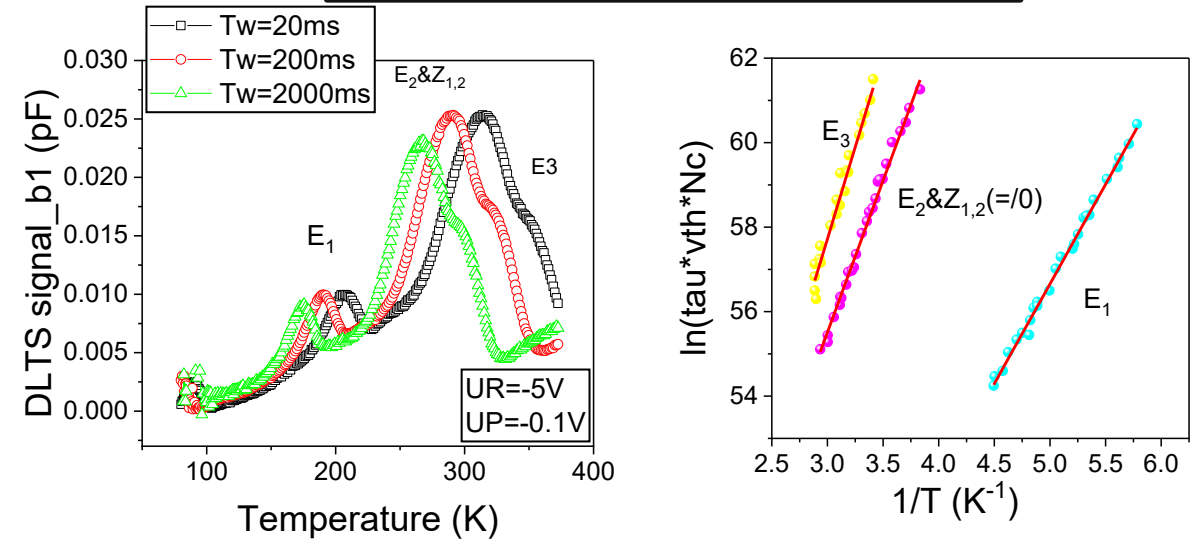 Tw=20ms
Tw=200ms
Tw=2000ms
E₂&Z₁,₂
E3
E₁
UR=-5V
UP=-0.1V
DLTS signal_b1 (pF)
0.030
0.025
0.020
0.015
0.010
0.005
0.000
100 200 300 400
Temperature (K)
ln(tau*vth*Nc)
62
60
58
56
54
E₃
E₂&Z₁,₂(=/0)
E₁
2.5 3.0 3.5 4.0 4.5 5.0 5.5 6.0
1/T (K⁻¹)